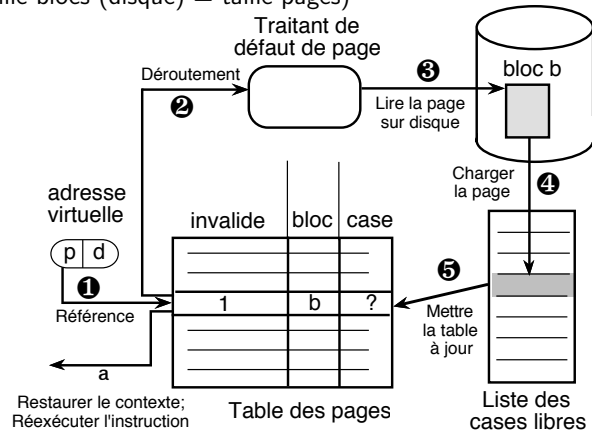 taille blocs (disque) = taille pages)
Traitant de
défaut de page
Déroutement
❷
❸
bloc b
Lire la page
sur disque
Charger
la page
❹
adresse
virtuelle
invalide bloc case
p d
❶
❺
1 b ?
Référence
Mettre
la table
à jour
a
Restaurer le contexte;
Réexécuter l'instruction
Table des pages
Liste des
cases libres